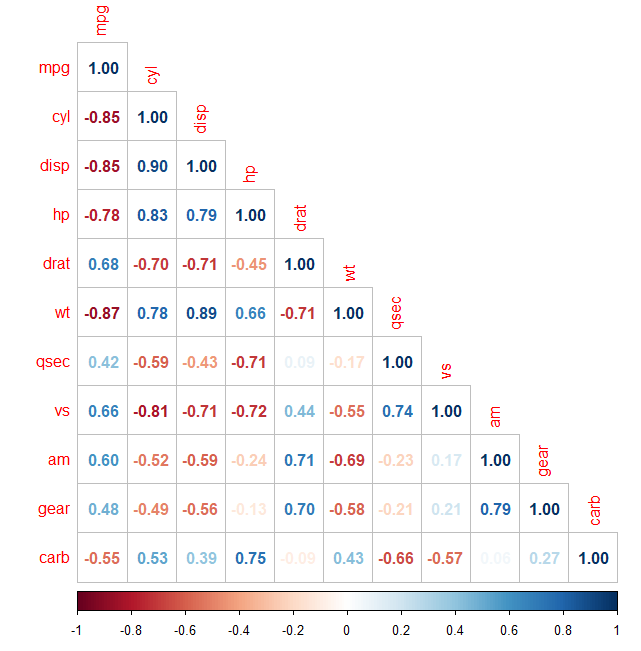 mpg
mpg 1.00 cyl
cyl -0.85 1.00 disp
disp -0.85 0.90 1.00 hp
hp -0.78 0.83 0.79 1.00 drat
drat 0.68 -0.70 -0.71 -0.45 1.00 wt
wt -0.87 0.78 0.89 0.66 -0.71 1.00 qsec
qsec 0.42 -0.59 -0.43 -0.71 0.09 -0.17 1.00 vs
vs 0.66 -0.81 -0.71 -0.72 0.44 -0.55 0.74 1.00 am
am 0.60 -0.52 -0.59 -0.24 0.71 -0.69 -0.23 0.17 1.00 gear
gear 0.48 -0.49 -0.56 -0.13 0.70 -0.58 -0.21 0.21 0.79 1.00 carb
carb -0.55 0.53 0.39 0.75 -0.09 0.43 -0.66 -0.57 0.06 0.27 1.00
-1 -0.8 -0.6 -0.4 -0.2 0 0.2 0.4 0.6 0.8 1